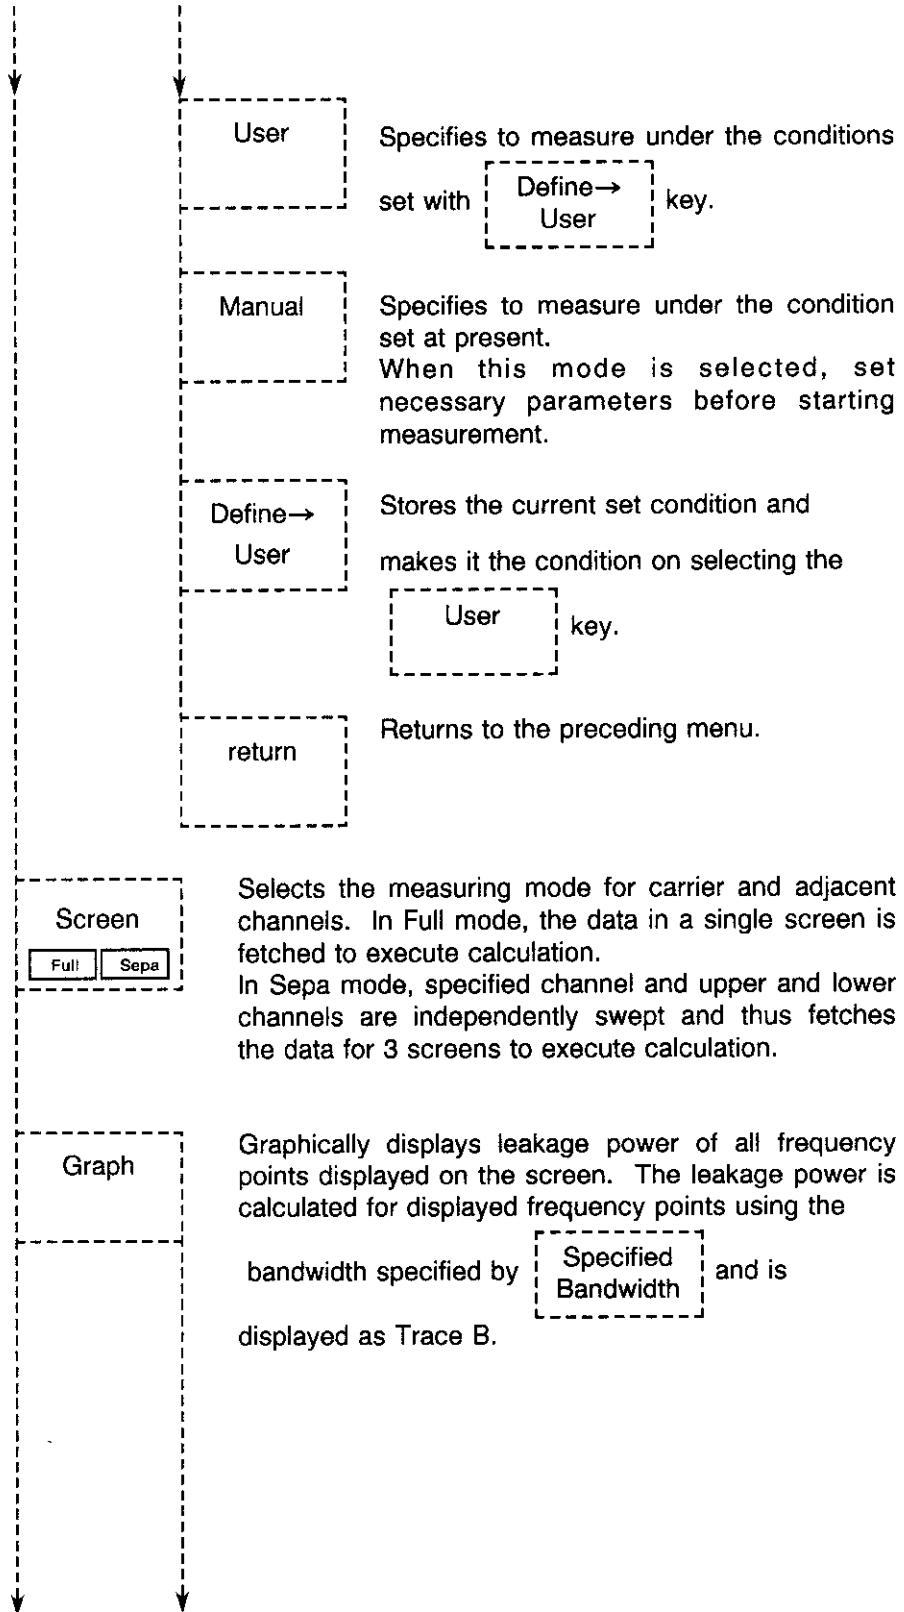 User
Specifies to measure under the conditions
set with Define→ User key.
Manual
Specifies to measure under the condition
set at present.
When this mode is selected, set
necessary parameters before starting
measurement.
Define→
User
Stores the current set condition and
makes it the condition on selecting the
User key.
return
Returns to the preceding menu.
Screen
Full Sepa
Selects the measuring mode for carrier and adjacent
channels. In Full mode, the data in a single screen is
fetched to execute calculation.
In Sepa mode, specified channel and upper and lower
channels are independently swept and thus fetches
the data for 3 screens to execute calculation.
Graph
Graphically displays leakage power of all frequency
points displayed on the screen. The leakage power is
calculated for displayed frequency points using the
bandwidth specified by Specified Bandwidth and is
displayed as Trace B.